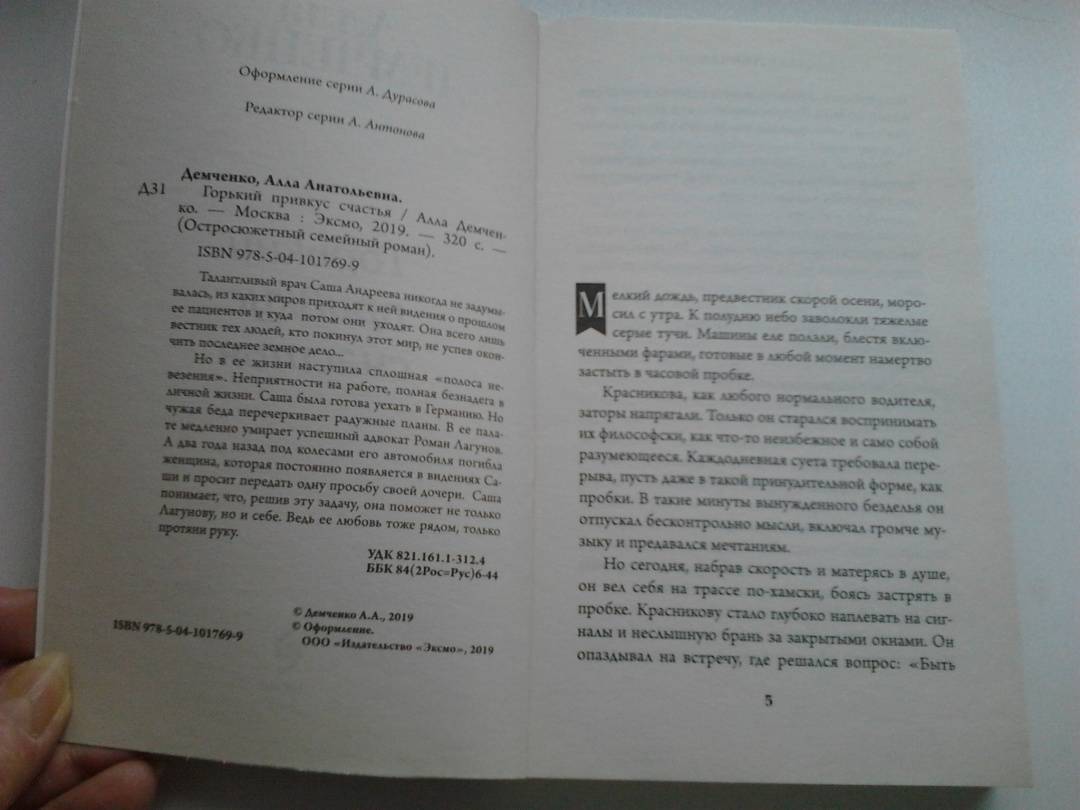 Оформление серии А. Дурасова
Редактор серии А. Антонова
Демченко, Алла Анатольевна.
Д31
Горький привкус счастья / Алла Демчен-
ко. — Москва : Эксмо, 2019. — 320 с. —
(Остросюжетный семейный роман).
ISBN 978-5-04-101769-9
Талантливый врач Саша Андреева никогда не задумы-
валась, из каких миров приходят к ней видения о прошлом
ее пациентов и куда потом они уходят. Она всего лишь
вестник тех людей, кто покинул этот мир, не успев окон-
чить последнее земное дело...
Но в ее жизни наступила сплошная «полоса не-
везения». Неприятности на работе, полная безнадега в
личной жизни. Саша была готова уехать в Германию. Но
чужая беда перечеркивает радужные планы. В ее пала-
те медленно умирает успешный адвокат Роман Лагунов.
А два года назад под колесами его автомобиля погибла
женщина, которая постоянно появляется в видениях Са-
ши и просит передать одну просьбу своей дочери. Саша
понимает, что, решив эту задачу, она поможет не только
Лагунову, но и себе. Ведь ее любовь тоже рядом, только
протяни руку.
УДК 821.161.1-312.4
ББК 84(2Рос=Рус)6-44
© Демченко А.А., 2019
© Оформление.
ООО «Издательство «Эксмо», 2019
ISBN 978-5-04-101769-9
Мелкий дождь, предвестник скорой осени, моро-
сил с утра. К полудню небо заволокли тяжелые
серые тучи. Машины еле ползли, блестя вклю-
ченными фарами, готовые в любой момент намертво
застыть в часовой пробке.
Красникова, как любого нормального водителя,
заторы напрягали. Только он старался воспринимать
их философски, как что-то неизбежное и само собой
разумеющееся. Каждодневная суета требовала пере-
рыва, пусть даже в такой принудительной форме, как
пробки. В такие минуты вынужденного безделья он
отпускал бесконтрольно мысли, включал громче му-
зыку и предавался мечтаниям.
Но сегодня, набрав скорость и матерясь в душе,
он вел себя на трассе по-хамски, боясь застрять в
пробке. Красникову стало глубоко наплевать на сиг-
налы и неслышную брань за закрытыми окнами. Он
опаздывал на встречу, где решался вопрос: «Быть
5